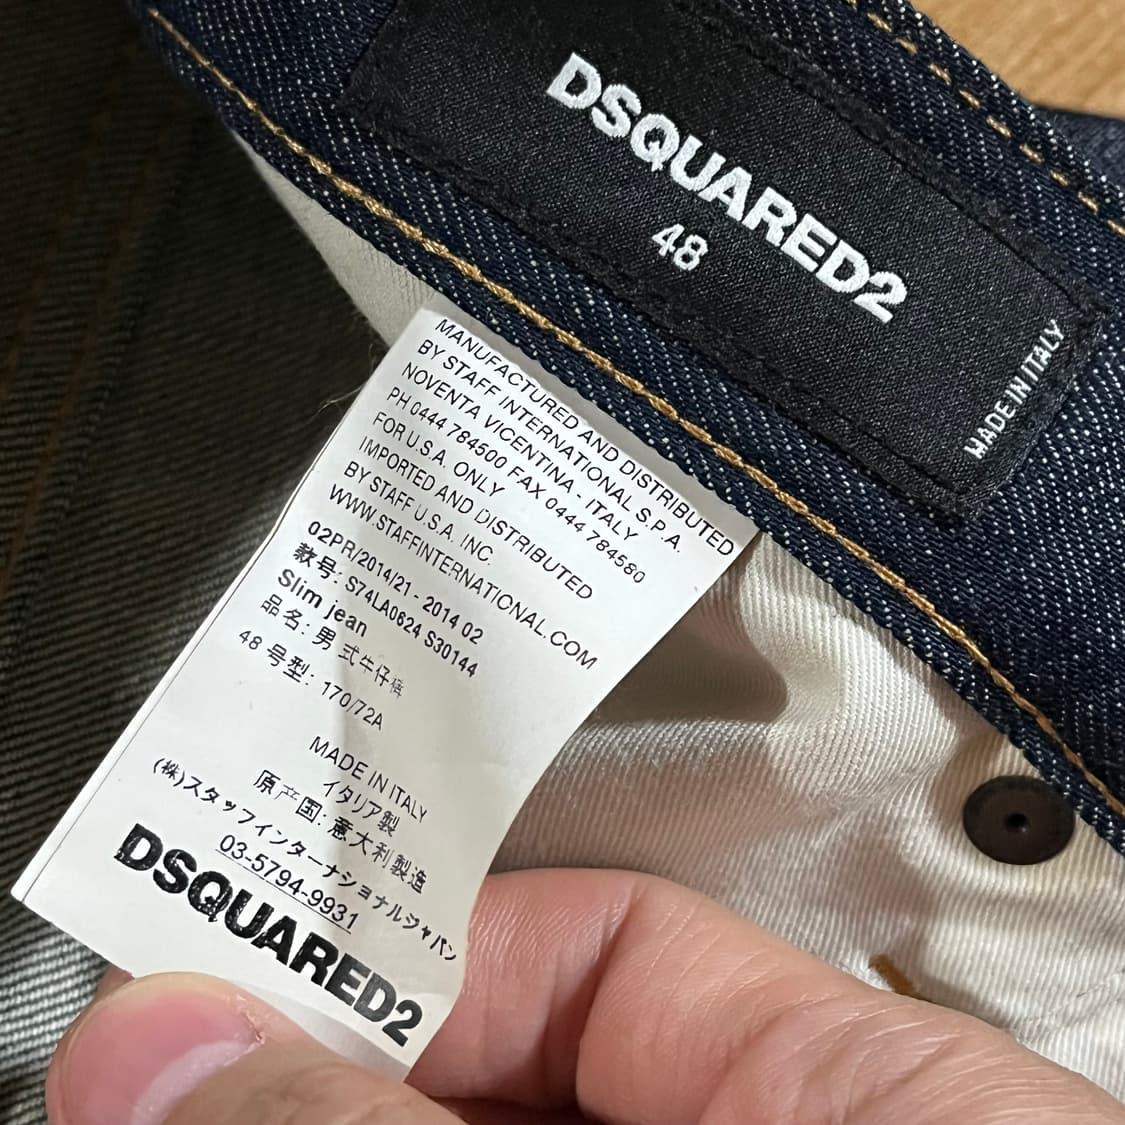 DSQUARED2
48
MADE IN ITALY
MANUFACTURED AND DISTRIBUTED
BY STAFF INTERNATIONAL S.P.A.
NOVENTA VICENTINA - ITALY
PH 0444 784500 FAX 0444 784580
FOR U.S.A. ONLY
IMPORTED AND DISTRIBUTED
BY STAFF U.S.A. INC.
WWW.STAFFINTERNATIONAL.COM
02PR/2014/21 - 2014 02
款号: S74LA0624 S30144
Slim jean
品名: 男 式牛仔裤
48 号型: 170/72A
MADE IN ITALY
イタリア製
原产国: 意大利製造
(株)スタッフインターナショナルジャパン
03-5794-9931
DSQUARED2